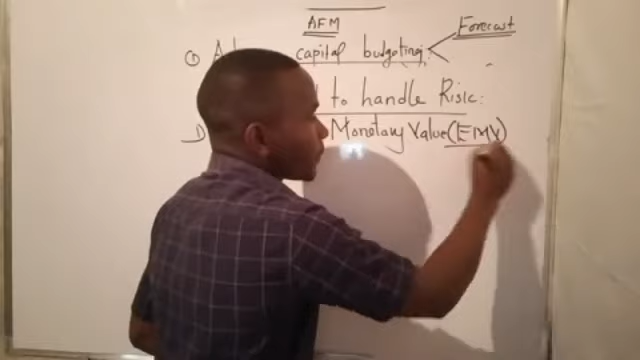 AFM
Forecast
① capital budgeting
to handle Risk:
Monetary Value (EMV)